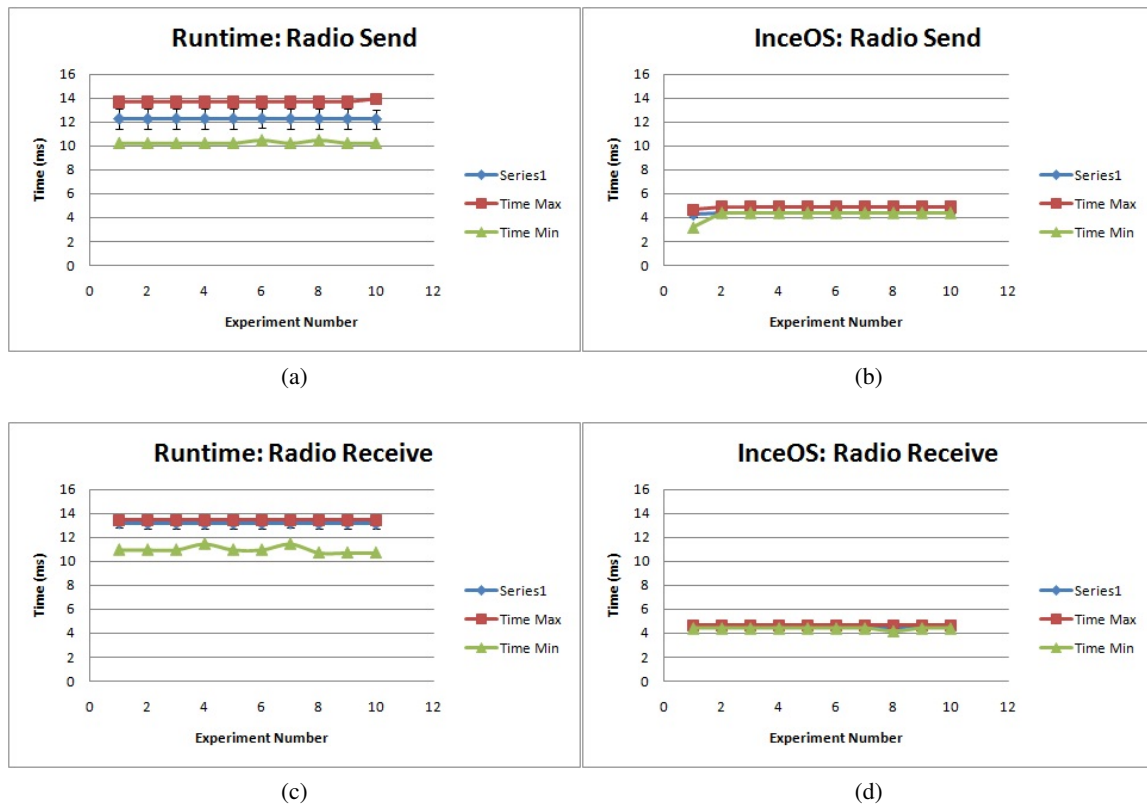 Runtime: Radio Send
16
14
12
10
8
6
4
2
0
Time (ms)
0 2 4 6 8 10 12
Experiment Number
Series1
Time Max
Time Min
(a)
InceOS: Radio Send
16
14
12
10
8
6
4
2
0
Time (ms)
0 2 4 6 8 10 12
Experiment Number
Series1
Time Max
Time Min
(b)
Runtime: Radio Receive
16
14
12
10
8
6
4
2
0
Time (ms)
0 2 4 6 8 10 12
Experiment Number
Series1
Time Max
Time Min
(c)
InceOS: Radio Receive
16
14
12
10
8
6
4
2
0
Time (ms)
0 2 4 6 8 10 12
Experiment Number
Series1
Time Max
Time Min
(d)